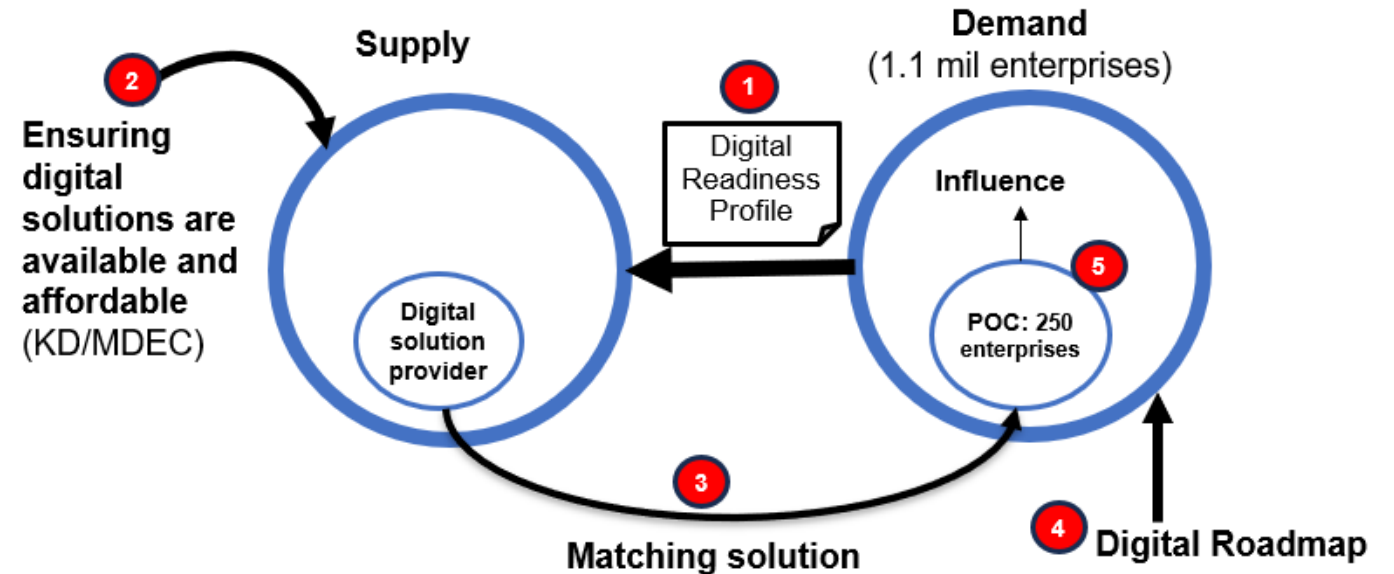 Supply
Demand
(1.1 mil enterprises)
2
Ensuring
digital
solutions are
available and
affordable
(KD/MDEC)
1
Digital
Readiness
Profile
Influence
5
POC: 250
enterprises
Digital
solution
provider
3
Matching solution
4
Digital Roadmap